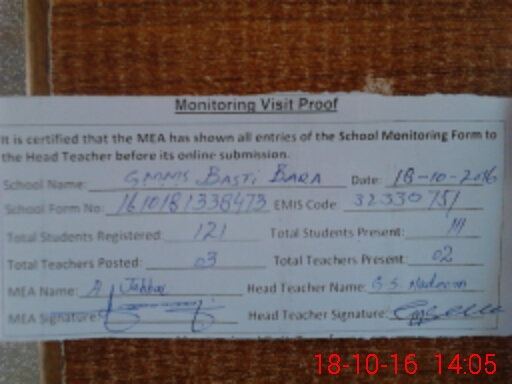 Monitoring Visit Proof
It is certified that the MEA has shown all entries of the School Monitoring Form to
the Head Teacher before its online submission.
School Name: GMMS BASTI BARA Date: 18-10-2016
School Form No: 1610181338473 EMIS Code: 32330751
Total Students Registered: 121 Total Students Present: 111
Total Teachers Posted: 03 Total Teachers Present: 02
MEA Name: A Jabbar Head Teacher Name: G.S. Nadeem
MEA Signature: Head Teacher Signature:
18-10-16 14:05